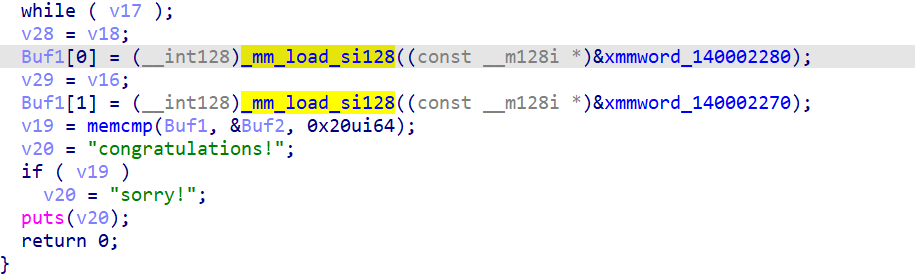 while ( v17 );
v28 = v18;
Buf1[0] = (__int128)_mm_load_si128((const __m128i *)&xmmword_140002280);
v29 = v16;
Buf1[1] = (__int128)_mm_load_si128((const __m128i *)&xmmword_140002270);
v19 = memcmp(Buf1, &Buf2, 0x20ui64);
v20 = "congratulations!";
if ( v19 )
v20 = "sorry!";
puts(v20);
return 0;
}